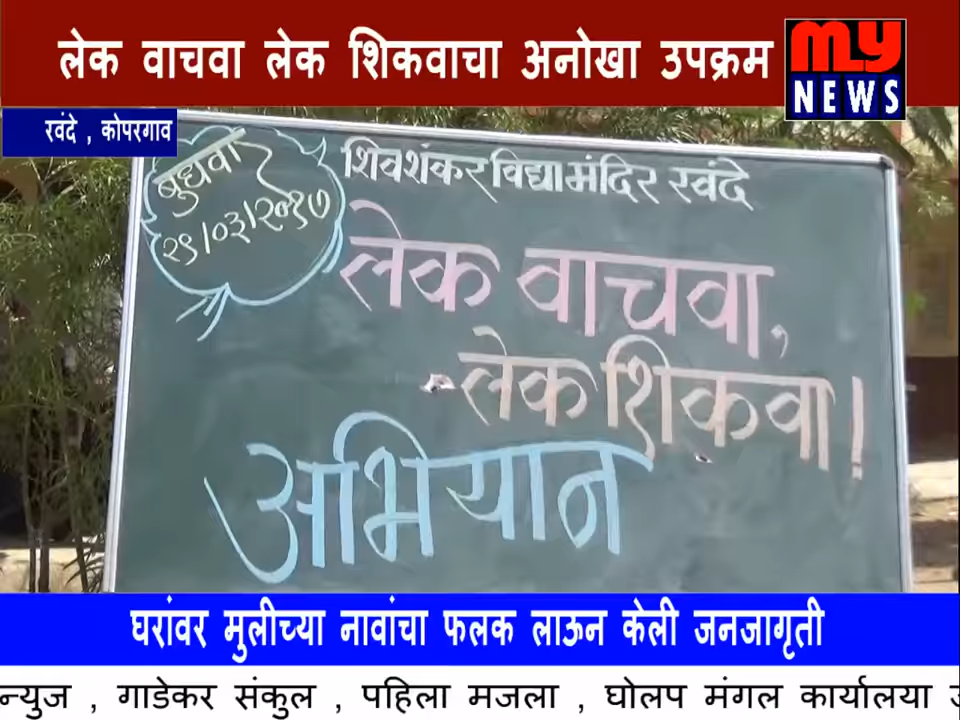 लेक वाचवा लेक शिकवाचा अनोखा उपक्रम
my
NEWS
रवंदे , कोपरगाव
बुधवा
२९/०३/२०१७
शिवशंकर विद्यामंदिर रवंदे
लेक वाचवा,
लेक शिकवा।
अभियान
घरांवर मुलीच्या नावांचा फलक लाऊन केली जनजागृती
न्युज , गाडेकर संकुल , पहिला मजला , घोलप मंगल कार्यालया